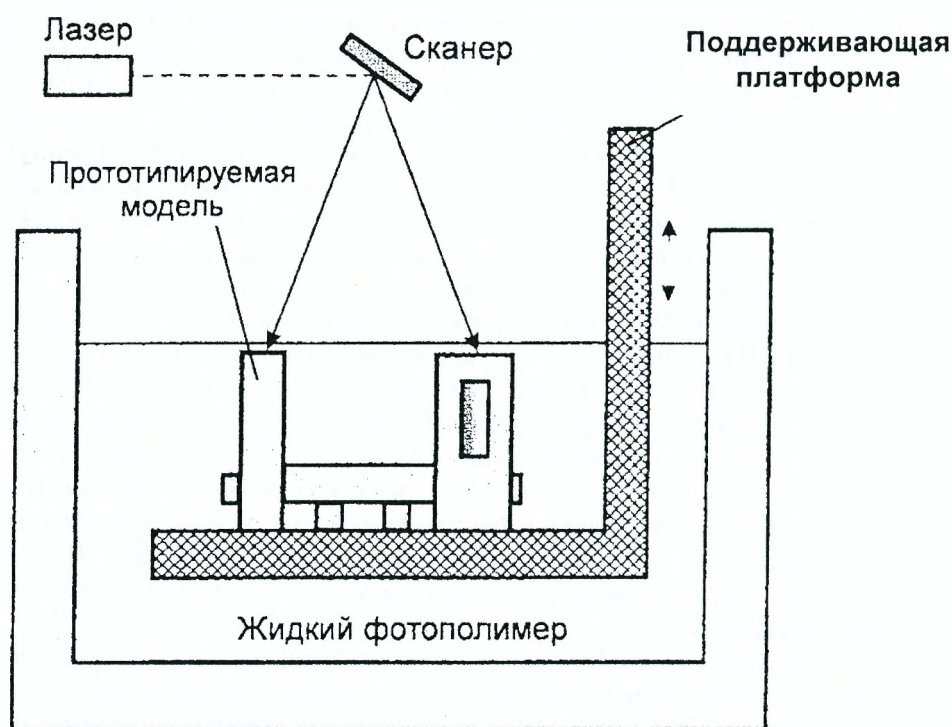 Лазер
Сканер
Поддерживающая
платформа
Прототипируемая
модель
Жидкий фотополимер